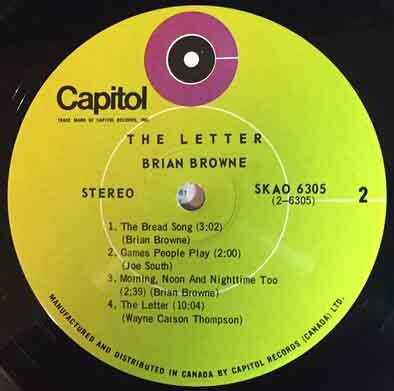 Capitol
TRADE MARK OF CAPITOL RECORDS, INC.
THE LETTER
BRIAN BROWNE
STEREO
SKAO 6305
(2-6305)
2
1. The Bread Song (3:02)
(Brian Browne)
2. Games People Play (2:00)
(Joe South)
3. Morning, Noon And Nighttime Too
(2:39) (Brian Browne)
4. The Letter (10:04)
(Wayne Carson Thompson)
MANUFACTURED AND DISTRIBUTED IN CANADA BY CAPITOL RECORDS (CANADA) LTD.